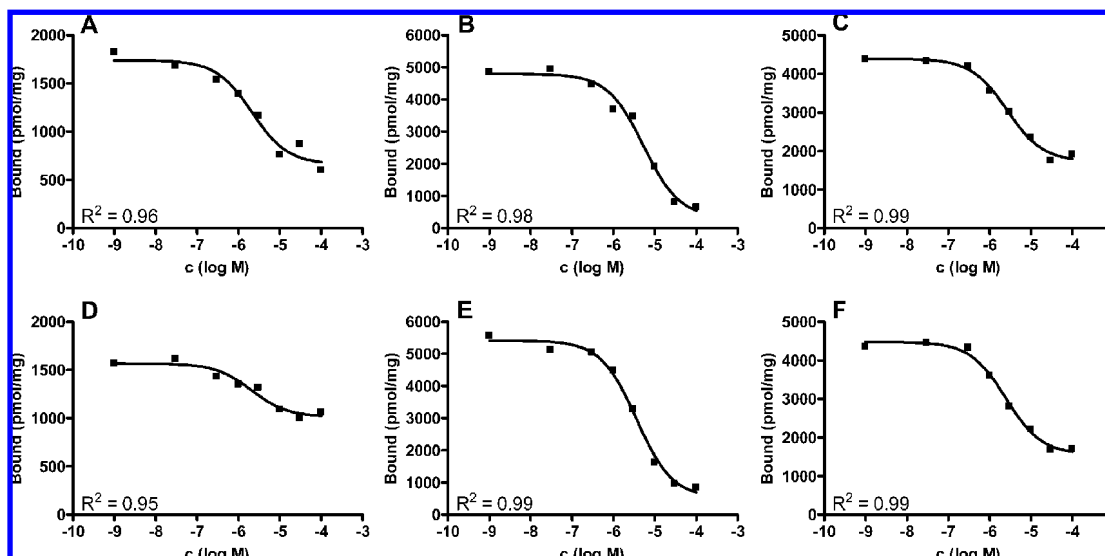 A
B
C
2000
1500
1000
500
0
Bound (pmol/mg)
R² = 0.96
-10 -9 -8 -7 -6 -5 -4 -3
c (log M)
6000
5000
4000
3000
2000
1000
0
Bound (pmol/mg)
R² = 0.98
-10 -9 -8 -7 -6 -5 -4 -3
c (log M)
5000
4000
3000
2000
1000
0
Bound (pmol/mg)
R² = 0.99
-10 -9 -8 -7 -6 -5 -4 -3
c (log M)
D
E
F
2000
1500
1000
500
0
Bound (pmol/mg)
R² = 0.95
-10 -9 -8 -7 -6 -5 -4 -3
c (log M)
6000
5000
4000
3000
2000
1000
0
Bound (pmol/mg)
R² = 0.99
-10 -9 -8 -7 -6 -5 -4 -3
c (log M)
5000
4000
3000
2000
1000
0
Bound (pmol/mg)
R² = 0.99
-10 -9 -8 -7 -6 -5 -4 -3
c (log M)